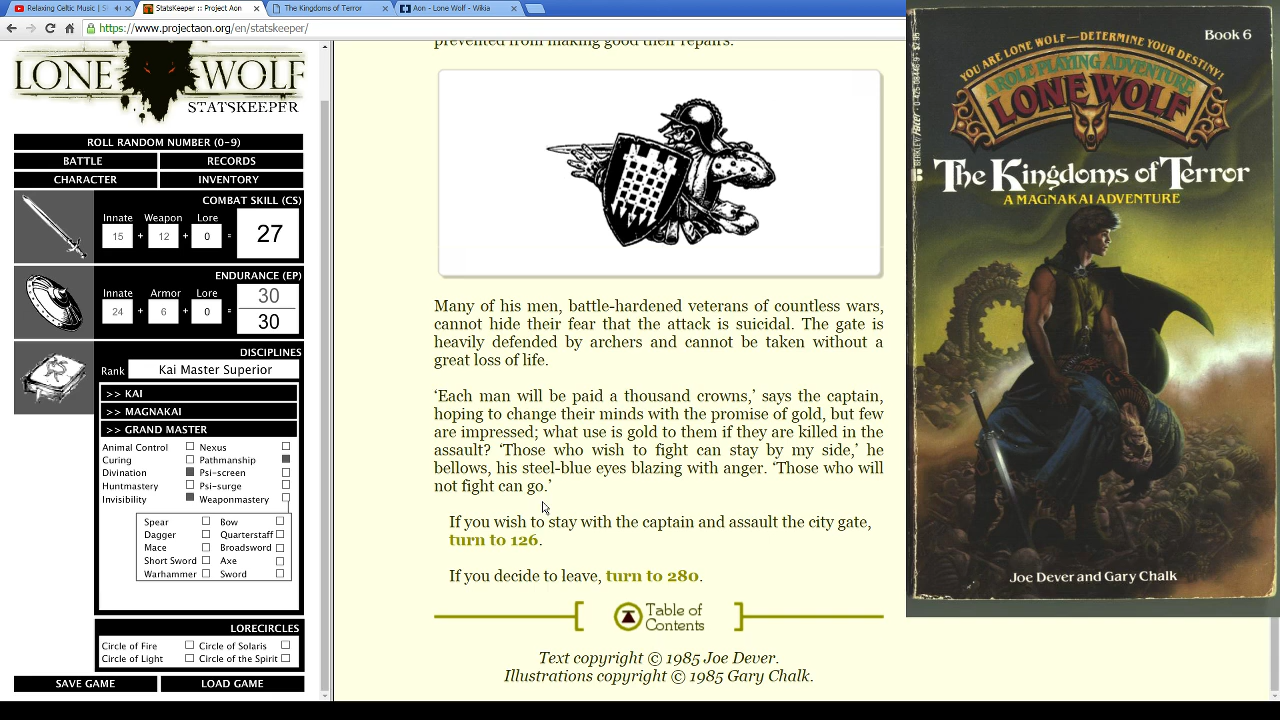 Relaxing Celtic Music | S
StatsKeeper :: Project Aon
The Kingdoms of Terror
Aon - Lone Wolf - Wikia
https://www.projectaon.org/en/statskeeper/
LONE WOLF
STATSKEEPER
ROLL RANDOM NUMBER (0-9)
BATTLE RECORDS
CHARACTER INVENTORY
COMBAT SKILL (CS)
Innate Weapon Lore
15 + 12 + 0 = 27
ENDURANCE (EP)
Innate Armor Lore 30
24 + 6 + 0 = 30
DISCIPLINES
Rank Kai Master Superior
>> KAI
>> MAGNAKAI
>> GRAND MASTER
Animal Control Nexus
Curing Pathmanship
Divination Psi-screen
Huntmastery Psi-surge
Invisibility Weaponmastery
Spear Bow
Dagger Quarterstaff
Mace Broadsword
Short Sword Axe
Warhammer Sword
LORECIRCLES
Circle of Fire Circle of Solaris
Circle of Light Circle of the Spirit
SAVE GAME LOAD GAME
prevented from making good their repairs.
Many of his men, battle-hardened veterans of countless wars,
cannot hide their fear that the attack is suicidal. The gate is
heavily defended by archers and cannot be taken without a
great loss of life.
‘Each man will be paid a thousand crowns,’ says the captain,
hoping to change their minds with the promise of gold, but few
are impressed; what use is gold to them if they are killed in the
assault? ‘Those who wish to fight can stay by my side,’ he
bellows, his steel-blue eyes blazing with anger. ‘Those who will
not fight can go.’
If you wish to stay with the captain and assault the city gate,
turn to 126.
If you decide to leave, turn to 280.
Table of
Contents
Text copyright © 1985 Joe Dever.
Illustrations copyright © 1985 Gary Chalk.
Book 6
YOU ARE LONE WOLF—DETERMINE YOUR DESTINY!
A ROLE PLAYING ADVENTURE
LONE WOLF
The Kingdoms of Terror
A MAGNAKAI ADVENTURE
Joe Dever and Gary Chalk